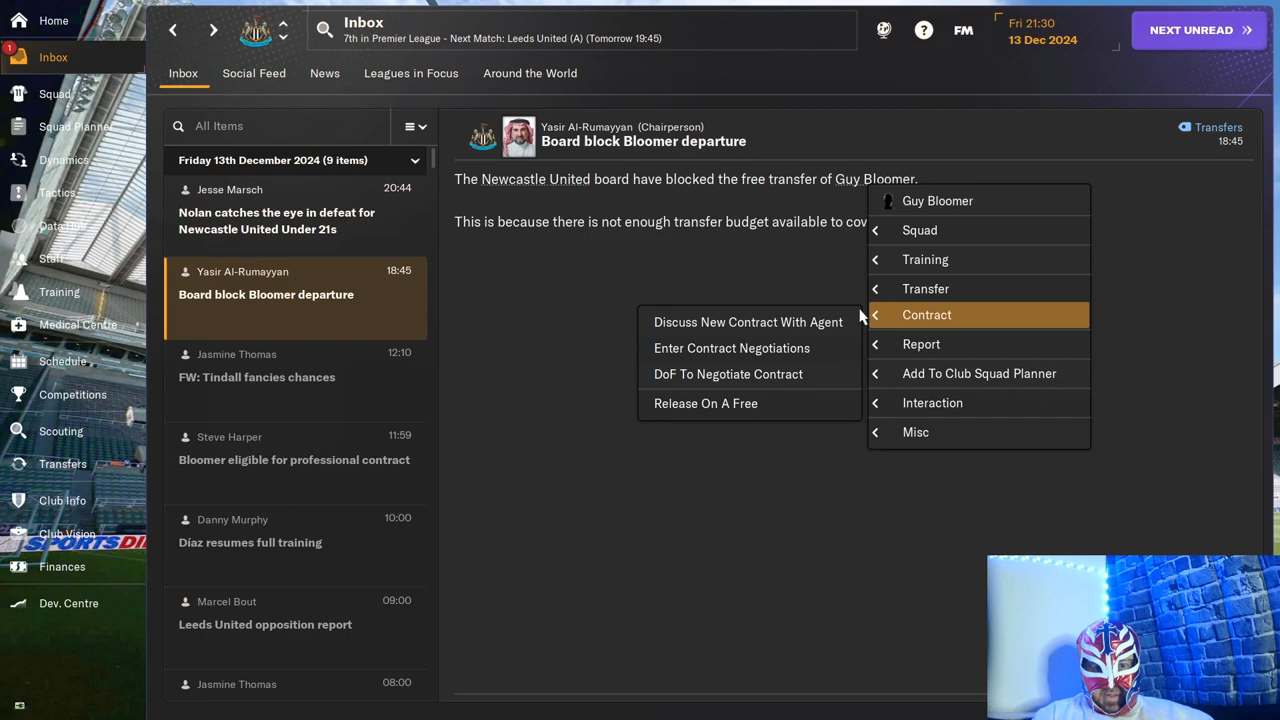 Home
1
Inbox
Squad
Squad Planner
Dynamics
Tactics
Data Hub
Staff
Training
Medical Centre
Schedule
Competitions
Scouting
Transfers
Club Info
Club Vision
SPORTS DI
Finances
Dev. Centre
Inbox
7th in Premier League - Next Match: Leeds United (A) (Tomorrow 19:45)
?
FM
Fri 21:30
13 Dec 2024
NEXT UNREAD
Inbox
Social Feed
News
Leagues in Focus
Around the World
All Items
Friday 13th December 2024 (9 items)
Jesse Marsch
20:44
Nolan catches the eye in defeat for
Newcastle United Under 21s
Yasir Al-Rumayyan
18:45
Board block Bloomer departure
Jasmine Thomas
12:10
FW: Tindall fancies chances
Steve Harper
11:59
Bloomer eligible for professional contract
Danny Murphy
10:00
Díaz resumes full training
Marcel Bout
09:00
Leeds United opposition report
Jasmine Thomas
08:00
Yasir Al-Rumayyan (Chairperson)
Board block Bloomer departure
Transfers
18:45
The Newcastle United board have blocked the free transfer of Guy Bloomer.
This is because there is not enough transfer budget available to cov
Guy Bloomer
Squad
Training
Transfer
Contract
Report
Add To Club Squad Planner
Interaction
Misc
Discuss New Contract With Agent
Enter Contract Negotiations
DoF To Negotiate Contract
Release On A Free